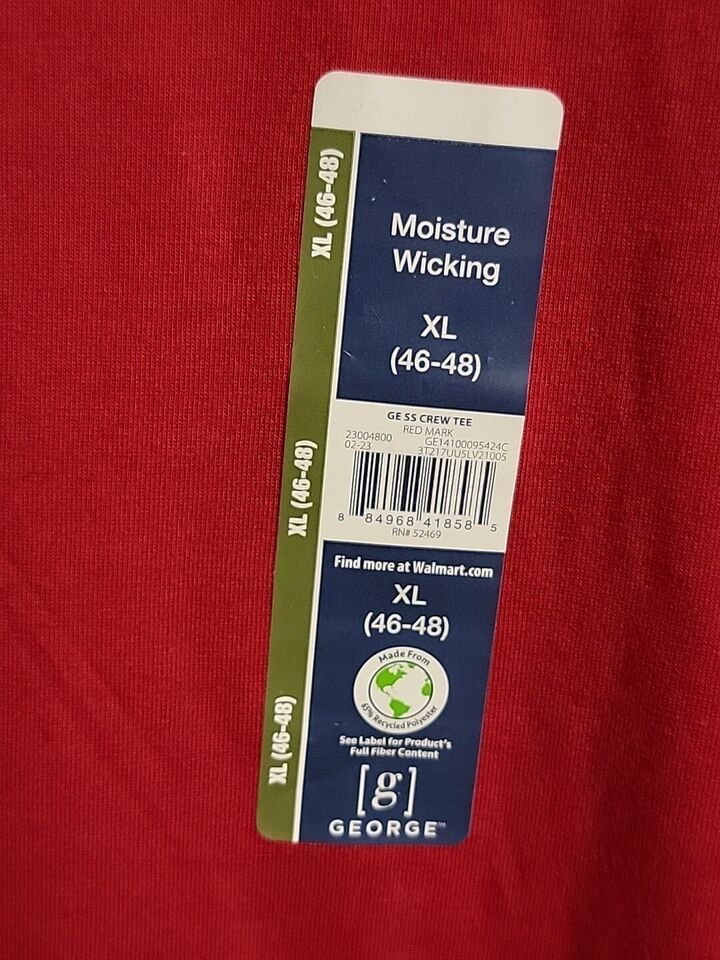 XL (46-48)
Moisture
Wicking
XL
(46-48)
GE SS CREW TEE
RED MARK
23004800
GE14100095424C
02-23
3T217UU5LV21005
8 84968 41858 5
RN# 52469
XL (46-48)
Find more at Walmart.com
XL
(46-48)
Made From
65% Recycled Polyester
See Label for Product's
Full Fiber Content
XL (46-48)
[g]
GEORGE™